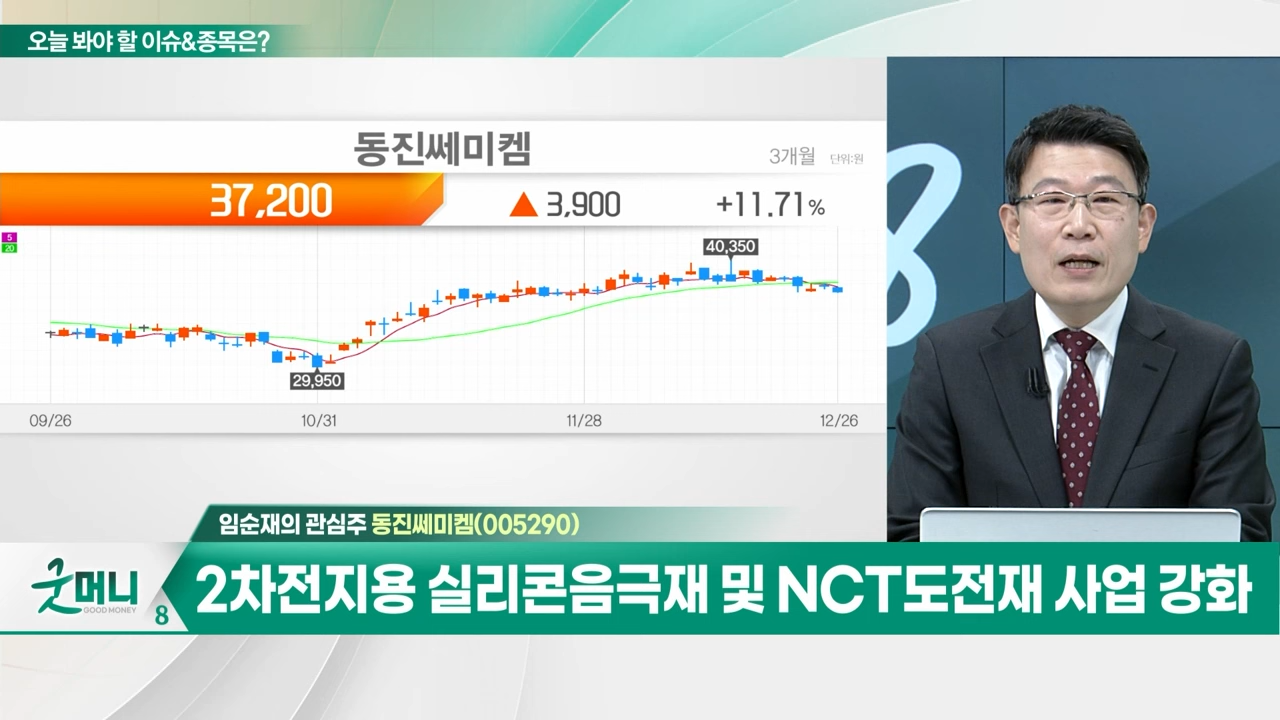 오늘 봐야 할 이슈&종목은?
동진쎄미켐
3개월 단위:원
37,200 ▲ 3,900 +11.71%
5
20
40,350
29,950
09/26 10/31 11/28 12/26
임순재의 관심주 동진쎄미켐(005290)
굿머니
GOOD MONEY
8
2차전지용 실리콘음극재 및 NCT도전재 사업 강화